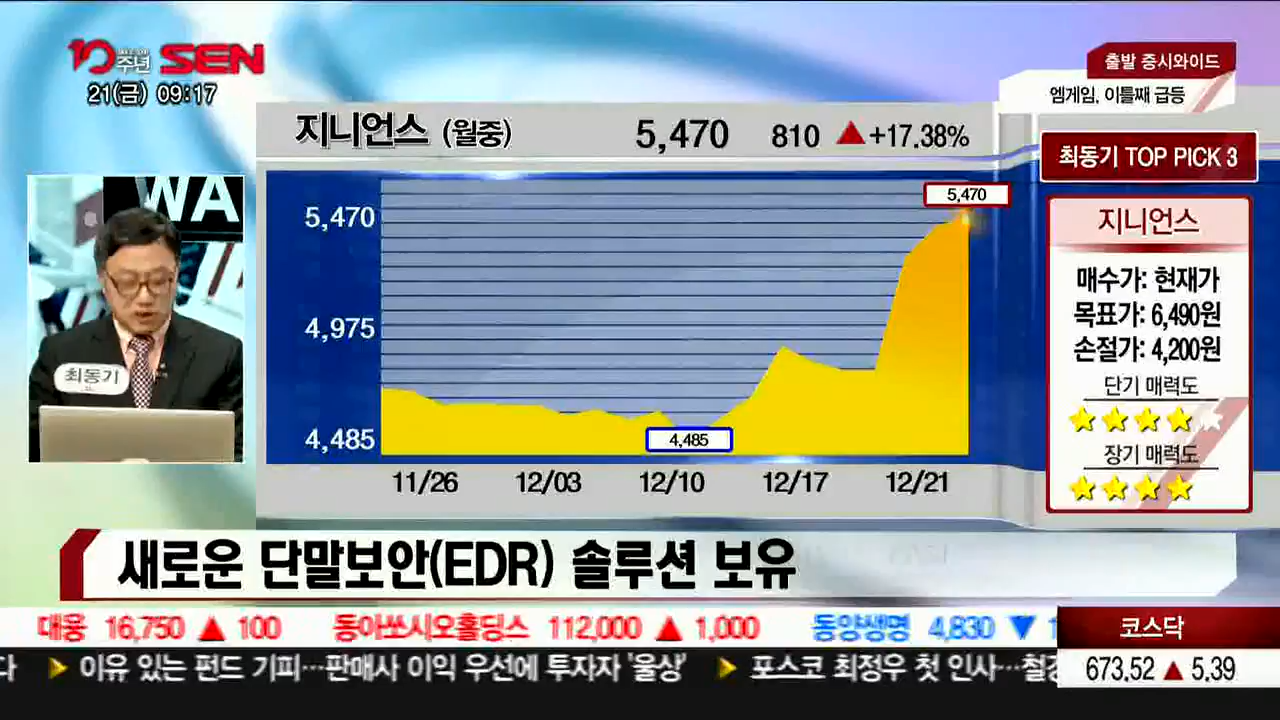 10주년 SEN
21(금) 09:17
출발 증시와이드
엠게임, 이틀째 급등
지니언스 (월중) 5,470 810 ▲ +17.38%
최동기 TOP PICK 3
WA
최동기
5,470
4,975
4,485
5,470
4,485
11/26 12/03 12/10 12/17 12/21
지니언스
매수가: 현재가
목표가: 6,490원
손절가: 4,200원
단기 매력도
장기 매력도
새로운 단말보안(EDR) 솔루션 보유
대웅 16,750 ▲ 100 동아쏘시오홀딩스 112,000 ▲ 1,000 동양생명 4,830 ▼ 1
코스닥
673.52 ▲ 5.39
다 ▶ 이유 있는 펀드 기피…판매사 이익 우선에 투자자 '울상' ▶ 포스코 최정우 첫 인사…철강